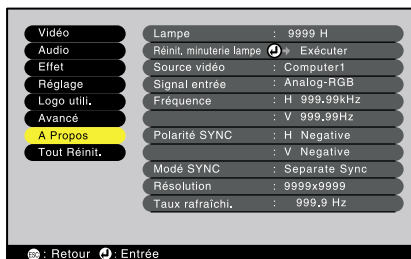 Vidéo
Audio
Effet
Réglage
Logo utili.
Avancé
A Propos
Tout Réinit.
Lampe : 9999 H
Réinit. minuterie lampe Exécuter
Source vidéo : Computer1
Signal entrée : Analog-RGB
Fréquence : H 999.99kHz
: V 999.99Hz
Polarité SYNC : H Negative
: V Negative
Modé SYNC : Separate Sync
Résolution : 9999x9999
Taux rafraîchi. : 999.9 Hz
Esc : Retour : Entrée